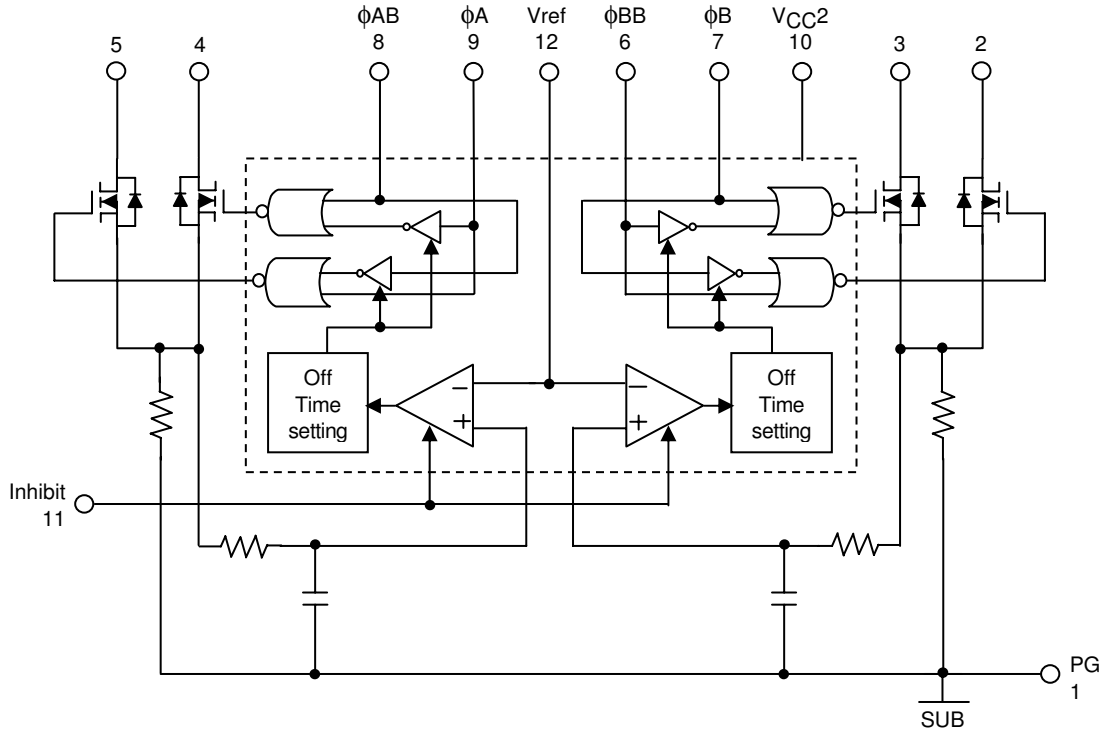 5
4
ϕAB
8
ϕA
9
Vref
12
ϕBB
6
ϕB
7
VCC2
10
3
2
Off
Time
setting
−
+
−
+
Off
Time
setting
Inhibit
11
PG
1
SUB